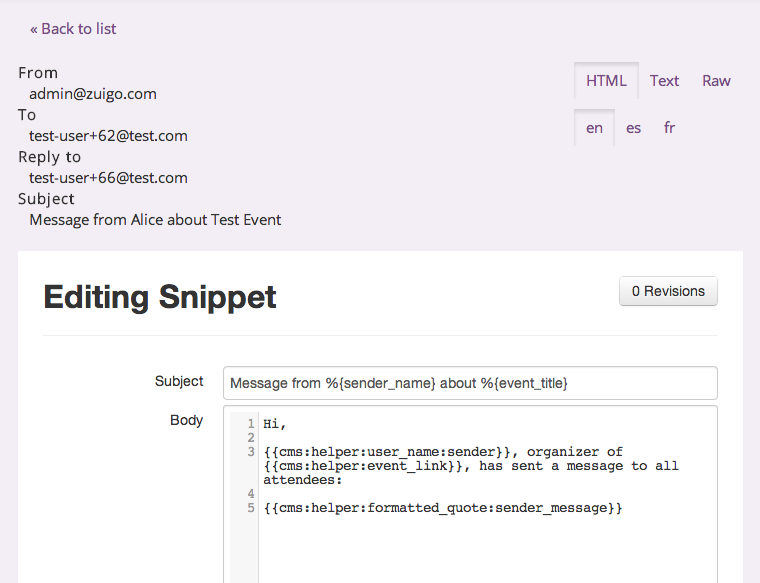 « Back to list
From
admin@zuigo.com
To
test-user+62@test.com
Reply to
test-user+66@test.com
Subject
Message from Alice about Test Event
HTML Text Raw
en es fr
Editing Snippet
0 Revisions
Subject
Message from %{sender_name} about %{event_title}
Body
1 Hi,
2
3 {{cms:helper:user_name:sender}}, organizer of
{{cms:helper:event_link}}, has sent a message to all
attendees:
4
5 {{cms:helper:formatted_quote:sender_message}}